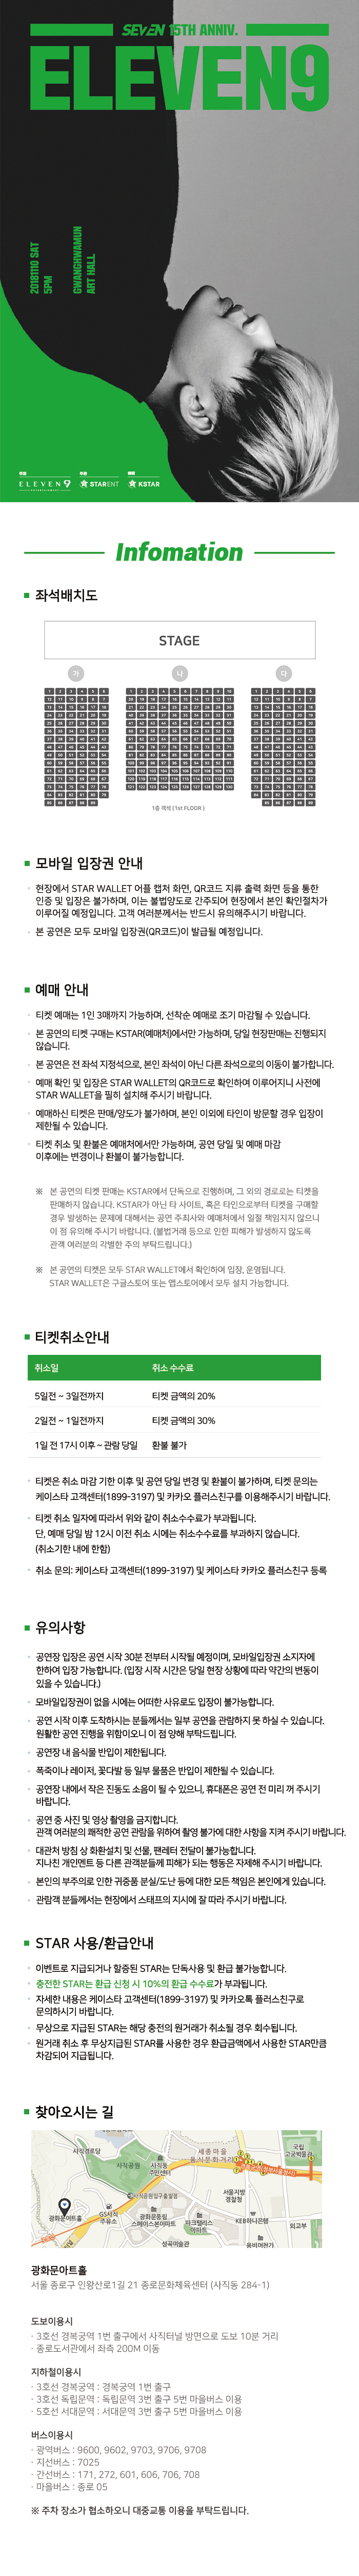 SE7EN 15TH ANNIV.
ELEVEN9
20181110 SAT
5PM
GWANGHWAMUN
ART HALL
주최
ELEVEN9
ENTERTAINMENT
주관
STARENT
예매
KSTAR
Infomation
좌석배치도
STAGE
가
나
다
1층 객석 (1st FLOOR)
모바일 입장권 안내
현장에서 STAR WALLET 어플 캡처 화면, QR코드 지류 출력 화면 등을 통한
인증 및 입장은 불가하며, 이는 불법양도로 간주되어 현장에서 본인 확인절차가
이루어질 예정입니다. 고객 여러분께서는 반드시 유의해주시기 바랍니다.
본 공연은 모두 모바일 입장권(QR코드)이 발급될 예정입니다.
예매 안내
티켓 예매는 1인 3매까지 가능하며, 선착순 예매로 조기 마감될 수 있습니다.
본 공연의 티켓 구매는 KSTAR(예매처)에서만 가능하며, 당일 현장판매는 진행되지
않습니다.
본 공연은 전 좌석 지정석으로, 본인 좌석이 아닌 다른 좌석으로의 이동이 불가합니다.
예매 확인 및 입장은 STAR WALLET의 QR코드로 확인하여 이루어지니 사전에
STAR WALLET을 필히 설치해 주시기 바랍니다.
예매하신 티켓은 판매/양도가 불가하며, 본인 이외에 타인이 방문할 경우 입장이
제한될 수 있습니다.
티켓 취소 및 환불은 예매처에서만 가능하며, 공연 당일 및 예매 마감
이후에는 변경이나 환불이 불가능합니다.
※ 본 공연의 티켓 판매는 KSTAR에서 단독으로 진행하며, 그 외의 경로로는 티켓을
판매하지 않습니다. KSTAR가 아닌 타 사이트, 혹은 타인으로부터 티켓을 구매할
경우 발생하는 문제에 대해서는 공연 주최사와 예매처에서 일절 책임지지 않으니
이 점 유의해 주시기 바랍니다. (불법거래 등으로 인한 피해가 발생하지 않도록
관객 여러분의 각별한 주의 부탁드립니다.)
※ 본 공연의 티켓은 모두 STAR WALLET에서 확인하여 입장, 운영됩니다.
STAR WALLET은 구글스토어 또는 앱스토어에서 모두 설치 가능합니다.
티켓취소안내
취소일 취소 수수료
5일전 ~ 3일전까지 티켓 금액의 20%
2일전 ~ 1일전까지 티켓 금액의 30%
1일 전 17시 이후 ~ 관람 당일 환불 불가
티켓은 취소 마감 기한 이후 및 공연 당일 변경 및 환불이 불가하며, 티켓 문의는
케이스타 고객센터(1899-3197) 및 카카오 플러스친구를 이용해주시기 바랍니다.
티켓 취소 일자에 따라서 위와 같이 취소수수료가 부과됩니다.
단, 예매 당일 밤 12시 이전 취소 시에는 취소수수료를 부과하지 않습니다.
(취소기한 내에 한함)
취소 문의: 케이스타 고객센터(1899-3197) 및 케이스타 카카오 플러스친구 등록
유의사항
공연장 입장은 공연 시작 30분 전부터 시작될 예정이며, 모바일입장권 소지자에
한하여 입장 가능합니다. (입장 시작 시간은 당일 현장 상황에 따라 약간의 변동이
있을 수 있습니다.)
모바일입장권이 없을 시에는 어떠한 사유로도 입장이 불가능합니다.
공연 시작 이후 도착하시는 분들께서는 일부 공연을 관람하지 못 하실 수 있습니다.
원활한 공연 진행을 위함이오니 이 점 양해 부탁드립니다.
공연장 내 음식물 반입이 제한됩니다.
폭죽이나 레이저, 꽃다발 등 일부 물품은 반입이 제한될 수 있습니다.
공연장 내에서 작은 진동도 소음이 될 수 있으니, 휴대폰은 공연 전 미리 꺼 주시기
바랍니다.
공연 중 사진 및 영상 촬영을 금지합니다.
관객 여러분의 쾌적한 공연 관람을 위하여 촬영 불가에 대한 사항을 지켜 주시기 바랍니다.
대관처 방침 상 화환설치 및 선물, 팬레터 전달이 불가능합니다.
지나친 개인멘트 등 다른 관객분들께 피해가 되는 행동은 자제해 주시기 바랍니다.
본인의 부주의로 인한 귀중품 분실/도난 등에 대한 모든 책임은 본인에게 있습니다.
관람객 분들께서는 현장에서 스태프의 지시에 잘 따라 주시기 바랍니다.
STAR 사용/환급안내
이벤트로 지급되거나 할증된 STAR는 단독사용 및 환급 불가능합니다.
충전한 STAR는 환급 신청 시 10%의 환급 수수료가 부과됩니다.
자세한 내용은 케이스타 고객센터(1899-3197) 및 카카오톡 플러스친구로
문의하시기 바랍니다.
무상으로 지급된 STAR는 해당 충전의 원거래가 취소될 경우 회수됩니다.
원거래 취소 후 무상지급된 STAR를 사용한 경우 환급금액에서 사용한 STAR만큼
차감되어 지급됩니다.
찾아오시는 길
사직경로당
사직공원
사직동
주민센터
세종마을
음식문화거리
국립
고궁박물관
사직공원입구출발점
광화문아트홀
GS사직
주유소
광화문풍림
스페이스본아파트
파크팰리스
아파트
서울지방
경찰청
KEB하나은행
외교부
성곡미술관
용비어천가
광화문아트홀
서울 종로구 인왕산로1길 21 종로문화체육센터 (사직동 284-1)
도보이용시
· 3호선 경복궁역 1번 출구에서 사직터널 방면으로 도보 10분 거리
· 종로도서관에서 좌측 200M 이동
지하철이용시
· 3호선 경복궁역 : 경복궁역 1번 출구
· 3호선 독립문역 : 독립문역 3번 출구 5번 마을버스 이용
· 5호선 서대문역 : 서대문역 3번 출구 5번 마을버스 이용
버스이용시
· 광역버스 : 9600, 9602, 9703, 9706, 9708
· 지선버스 : 7025
· 간선버스 : 171, 272, 601, 606, 706, 708
· 마을버스 : 종로 05
※ 주차 장소가 협소하오니 대중교통 이용을 부탁드립니다.